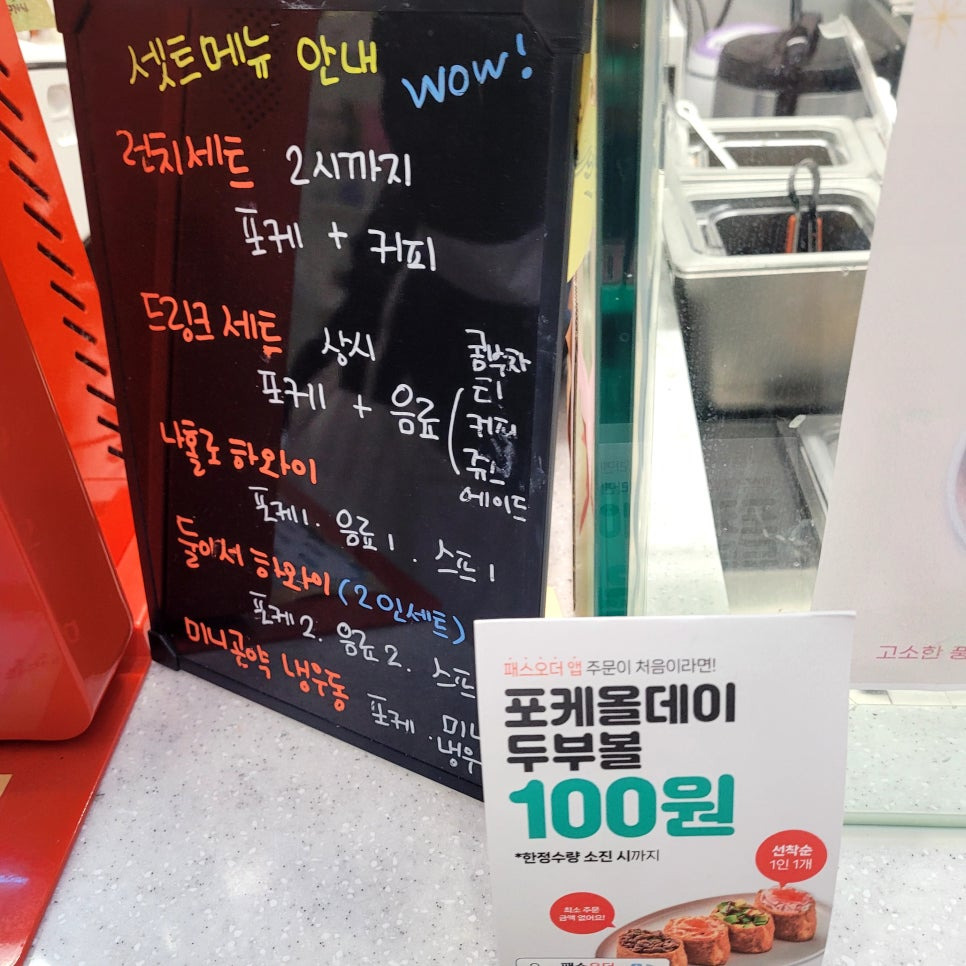 셋트메뉴 안내 wow!
런치세트 2시까지
포케 + 커피
드링크 세트 상시
포케 + 음료
콤부차
티
커피
쥬스
에이드
나홀로 하와이
포케1. 음료1. 스프1
둘이서 하와이 (2인세트)
포케2. 음료2. 스프
미니곤약 냉우동
포케. 미니
냉우
패스오더 앱 주문이 처음이라면!
포케올데이
두부볼
100원
*한정수량 소진 시까지
선착순
1인 1개
최소 주문
금액 없어요!
패스오더
고소한